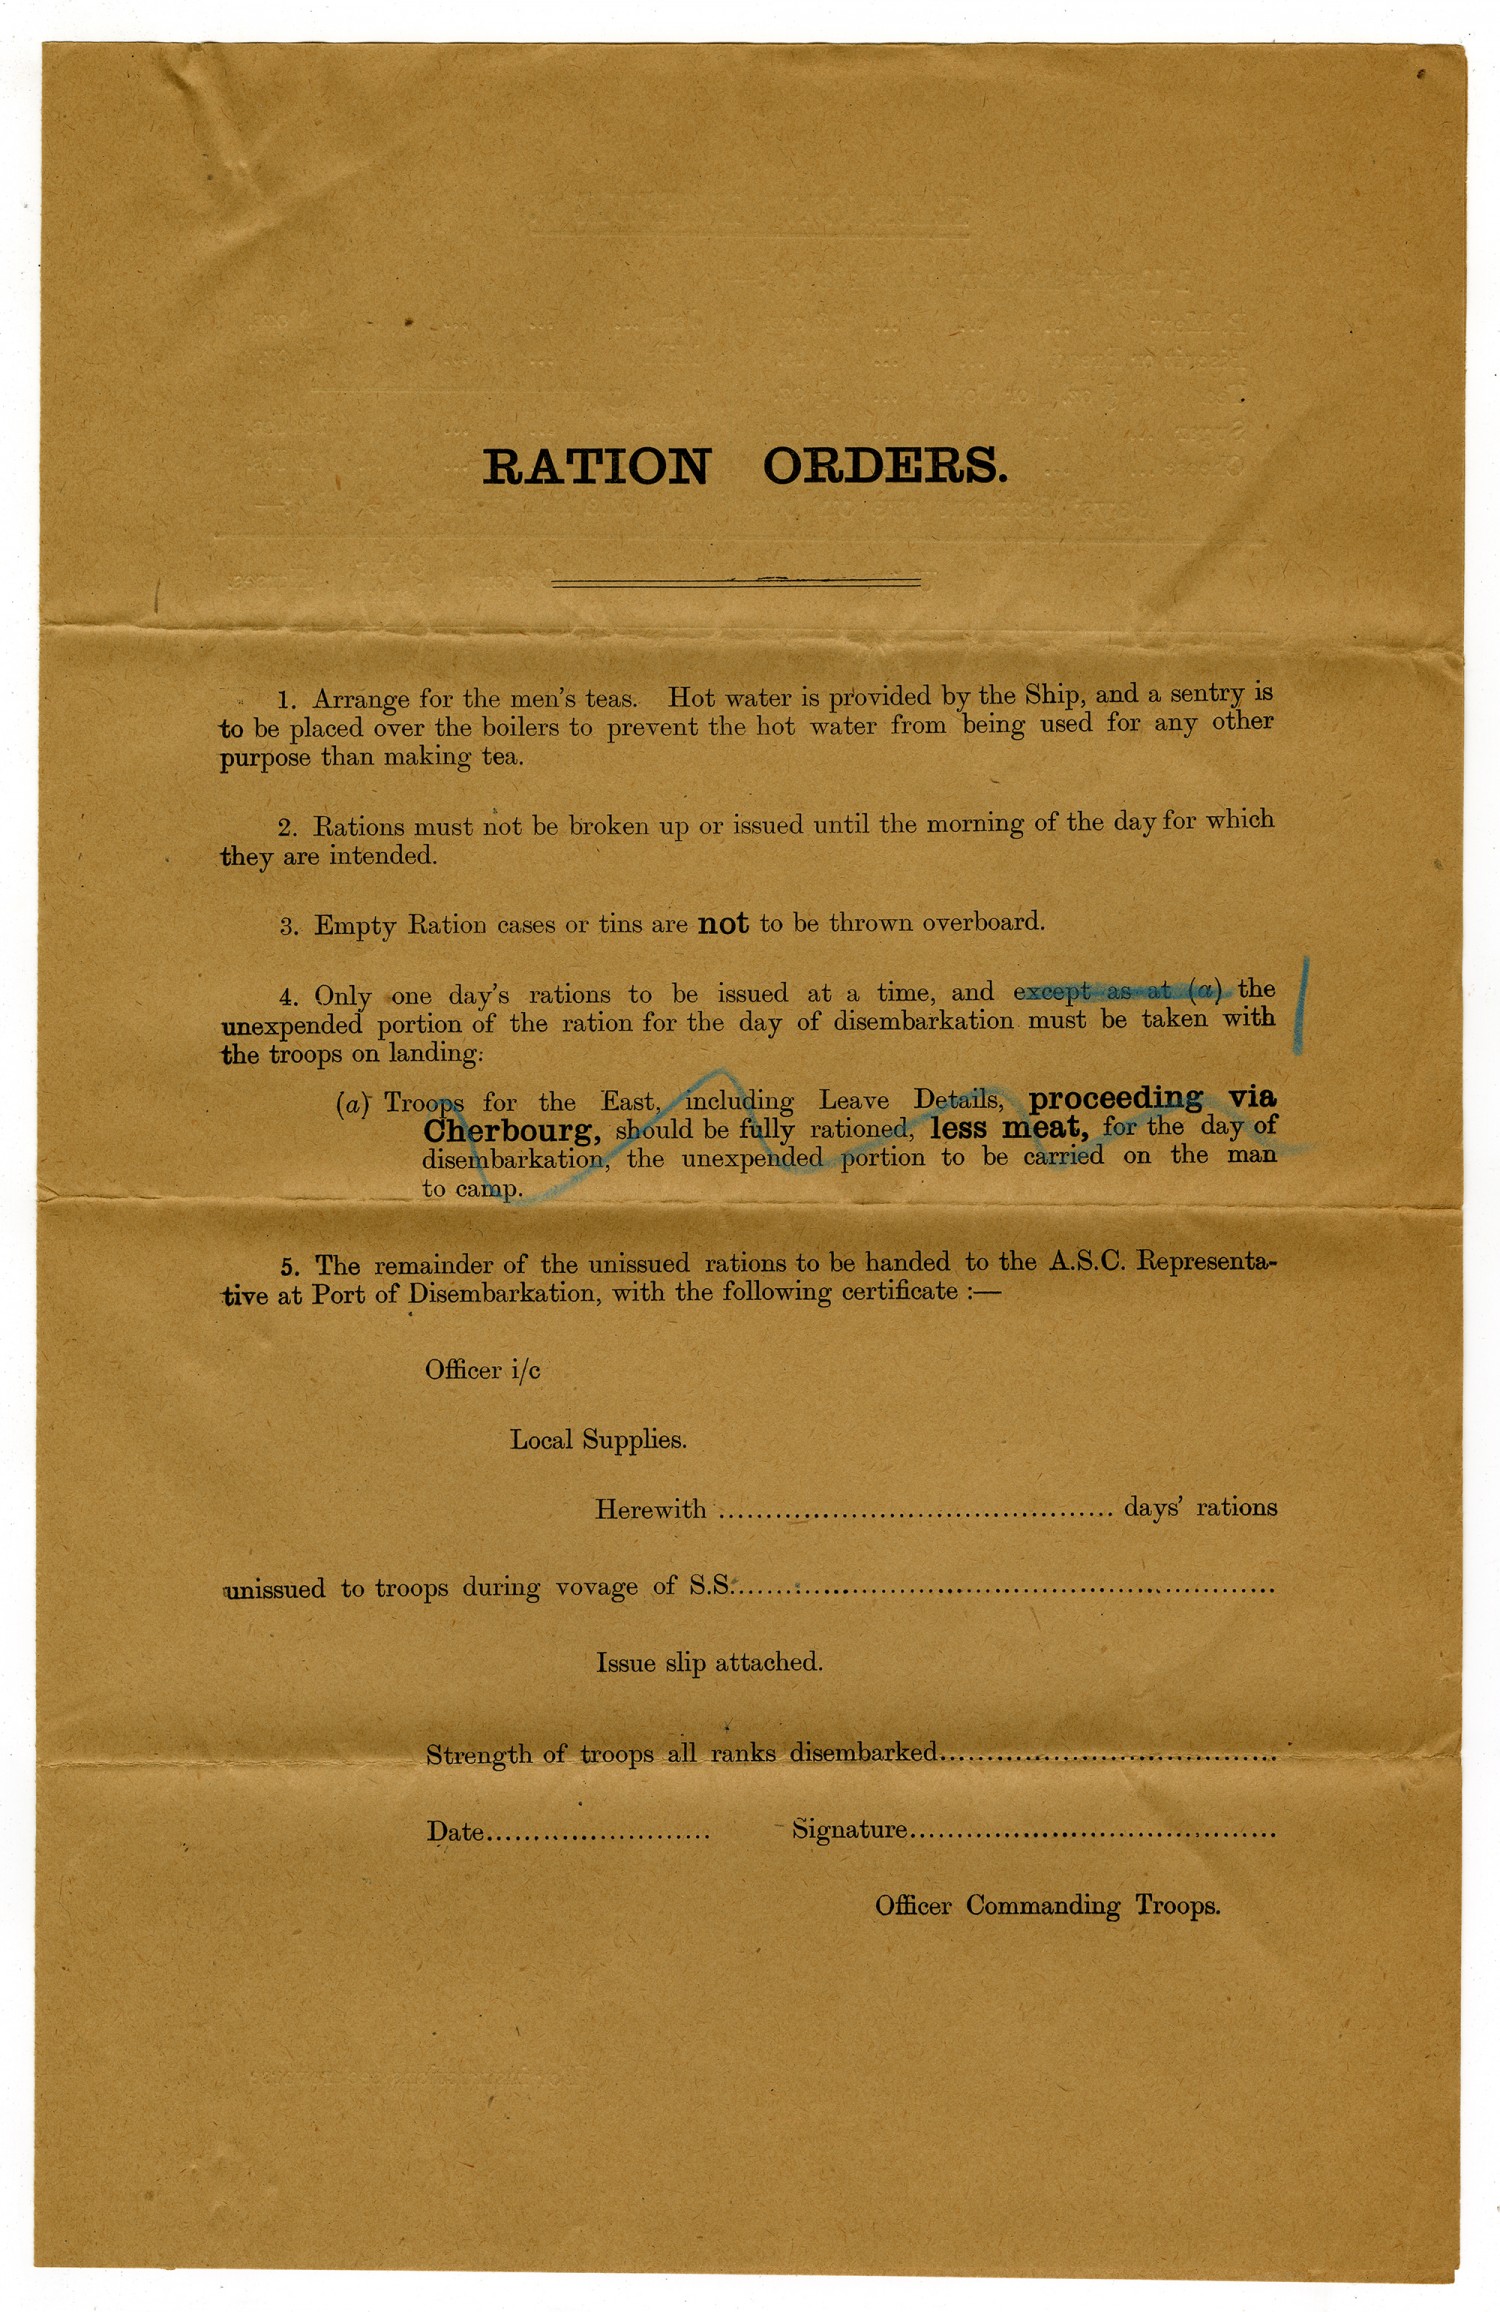 RATION ORDERS.
1. Arrange for the men's teas. Hot water is provided by the Ship, and a sentry is
to be placed over the boilers to prevent the hot water from being used for any other
purpose than making tea.
2. Rations must not be broken up or issued until the morning of the day for which
they are intended.
3. Empty Ration cases or tins are not to be thrown overboard.
4. Only one day's rations to be issued at a time, and except as at (a) the
unexpended portion of the ration for the day of disembarkation must be taken with
the troops on landing:
(a) Troops for the East, including Leave Details, proceeding via
Cherbourg, should be fully rationed, less meat, for the day of
disembarkation, the unexpended portion to be carried on the man
to camp.
5. The remainder of the unissued rations to be handed to the A.S.C. Representa-
tive at Port of Disembarkation, with the following certificate :—
Officer i/c
Local Supplies.
Herewith ........................................... days' rations
unissued to troops during vovage of S.S...........................................................
Issue slip attached.
Strength of troops all ranks disembarked.....................................
Date......................... Signature........................................
Officer Commanding Troops.